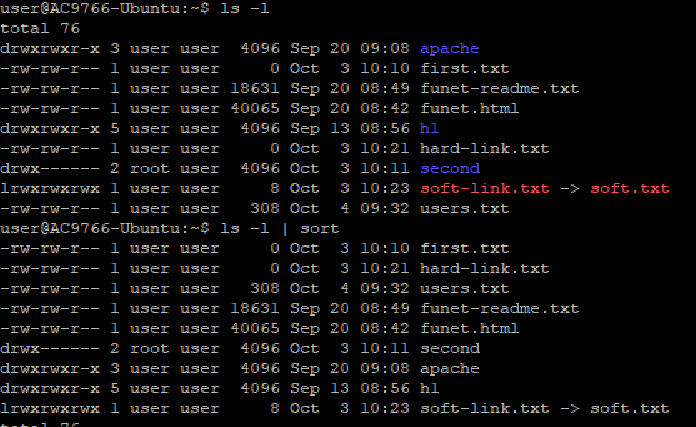 user@AC9766-Ubuntu:~$ ls -l
total 76
drwxrwxr-x 3 user user  4096 Sep 20 09:08 apache
-rw-rw-r-- 1 user user     0 Oct  3 10:10 first.txt
-rw-rw-r-- 1 user user 18631 Sep 20 08:49 funet-readme.txt
-rw-rw-r-- 1 user user 40065 Sep 20 08:42 funet.html
drwxrwxr-x 5 user user  4096 Sep 13 08:56 hl
-rw-rw-r-- 1 user user     0 Oct  3 10:21 hard-link.txt
drwx------ 2 root user  4096 Oct  3 10:11 second
lrwxrwxrwx 1 user user     8 Oct  3 10:23 soft-link.txt -> soft.txt
-rw-rw-r-- 1 user user   308 Oct  4 09:32 users.txt
user@AC9766-Ubuntu:~$ ls -l | sort
-rw-rw-r-- 1 user user     0 Oct  3 10:10 first.txt
-rw-rw-r-- 1 user user     0 Oct  3 10:21 hard-link.txt
-rw-rw-r-- 1 user user   308 Oct  4 09:32 users.txt
-rw-rw-r-- 1 user user 18631 Sep 20 08:49 funet-readme.txt
-rw-rw-r-- 1 user user 40065 Sep 20 08:42 funet.html
drwx------ 2 root user  4096 Oct  3 10:11 second
drwxrwxr-x 3 user user  4096 Sep 20 09:08 apache
drwxrwxr-x 5 user user  4096 Sep 13 08:56 hl
lrwxrwxrwx 1 user user     8 Oct  3 10:23 soft-link.txt -> soft.txt
total 76